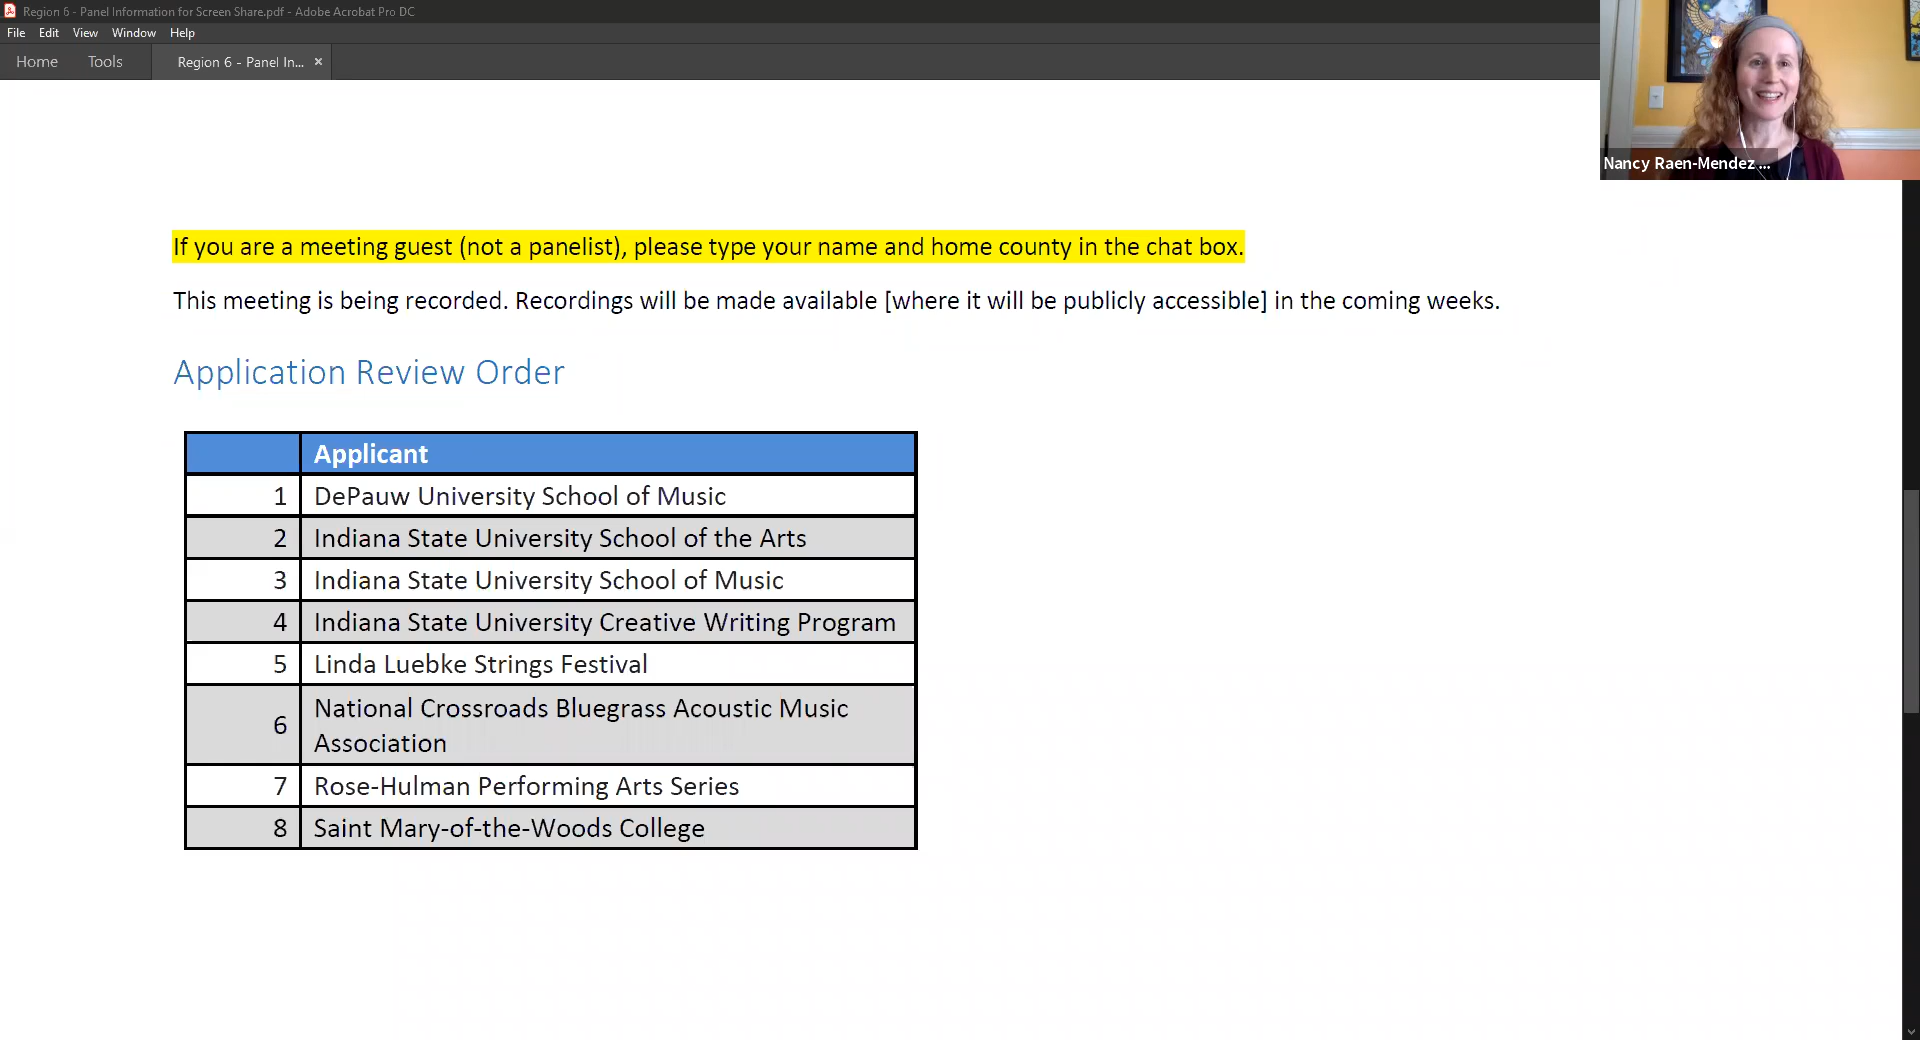 Region 6 - Panel Information for Screen Share.pdf - Adobe Acrobat Pro DC
File Edit View Window Help
Home Tools Region 6 - Panel In... ×
Nancy Raen-Mendez ...
If you are a meeting guest (not a panelist), please type your name and home county in the chat box.
This meeting is being recorded. Recordings will be made available [where it will be publicly accessible] in the coming weeks.
Application Review Order
Applicant
1 DePauw University School of Music
2 Indiana State University School of the Arts
3 Indiana State University School of Music
4 Indiana State University Creative Writing Program
5 Linda Luebke Strings Festival
6 National Crossroads Bluegrass Acoustic Music
Association
7 Rose-Hulman Performing Arts Series
8 Saint Mary-of-the-Woods College